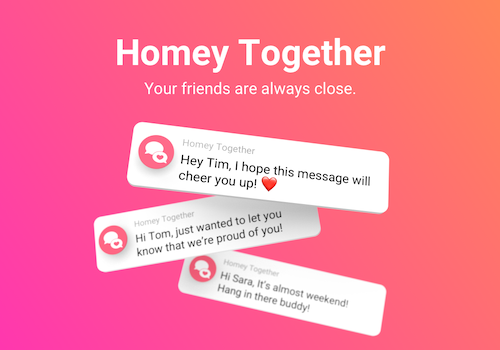 Homey Together
Your friends are always close.
Homey Together
Hey Tim, I hope this message will
cheer you up! ❤️
Homey Together
Hi Tom, just wanted to let you
know that we're proud of you!
Homey Together
Hi Sara, It's almost weekend!
Hang in there buddy!